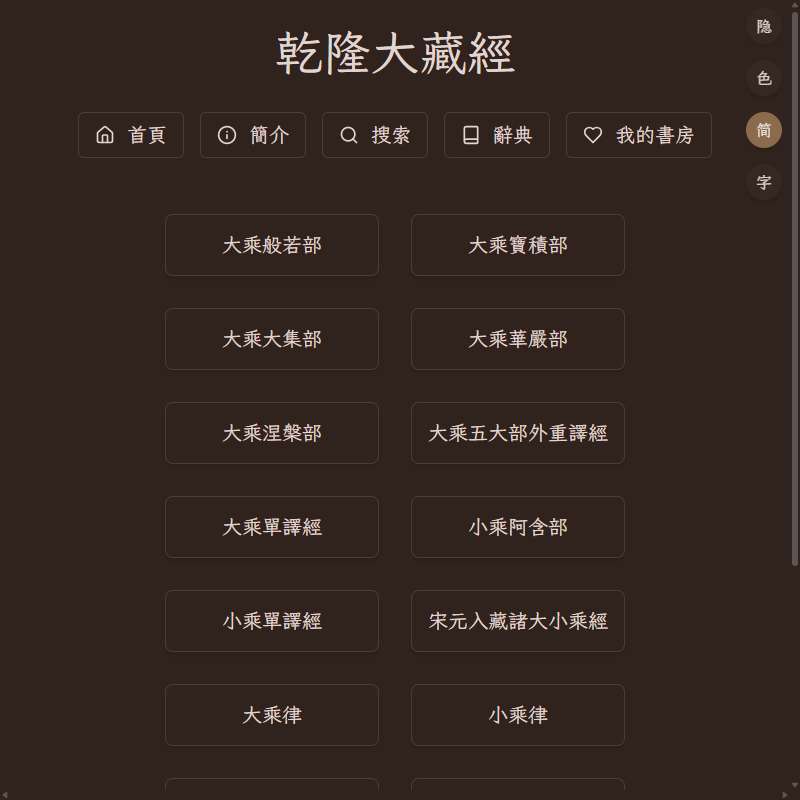 乾隆大藏經
隐
色
简
字
首頁 簡介 搜索 辭典 我的書房
大乘般若部 大乘寶積部
大乘大集部 大乘華嚴部
大乘涅槃部 大乘五大部外重譯經
大乘單譯經 小乘阿含部
小乘單譯經 宋元入藏諸大小乘經
大乘律 小乘律